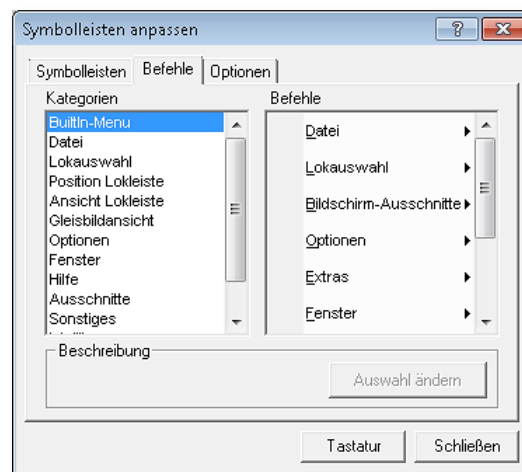 Symbolleisten anpassen
Symbolleisten Befehle Optionen
Kategorien
BuiltIn-Menu
Datei
Lokauswahl
Position Lokleiste
Ansicht Lokleiste
Gleisbildansicht
Optionen
Fenster
Hilfe
Ausschnitte
Sonstiges
Befehle
Datei
Lokauswahl
Bildschirm-Ausschnitte
Optionen
Extras
Fenster
Beschreibung
Auswahl ändern
Tastatur
Schließen